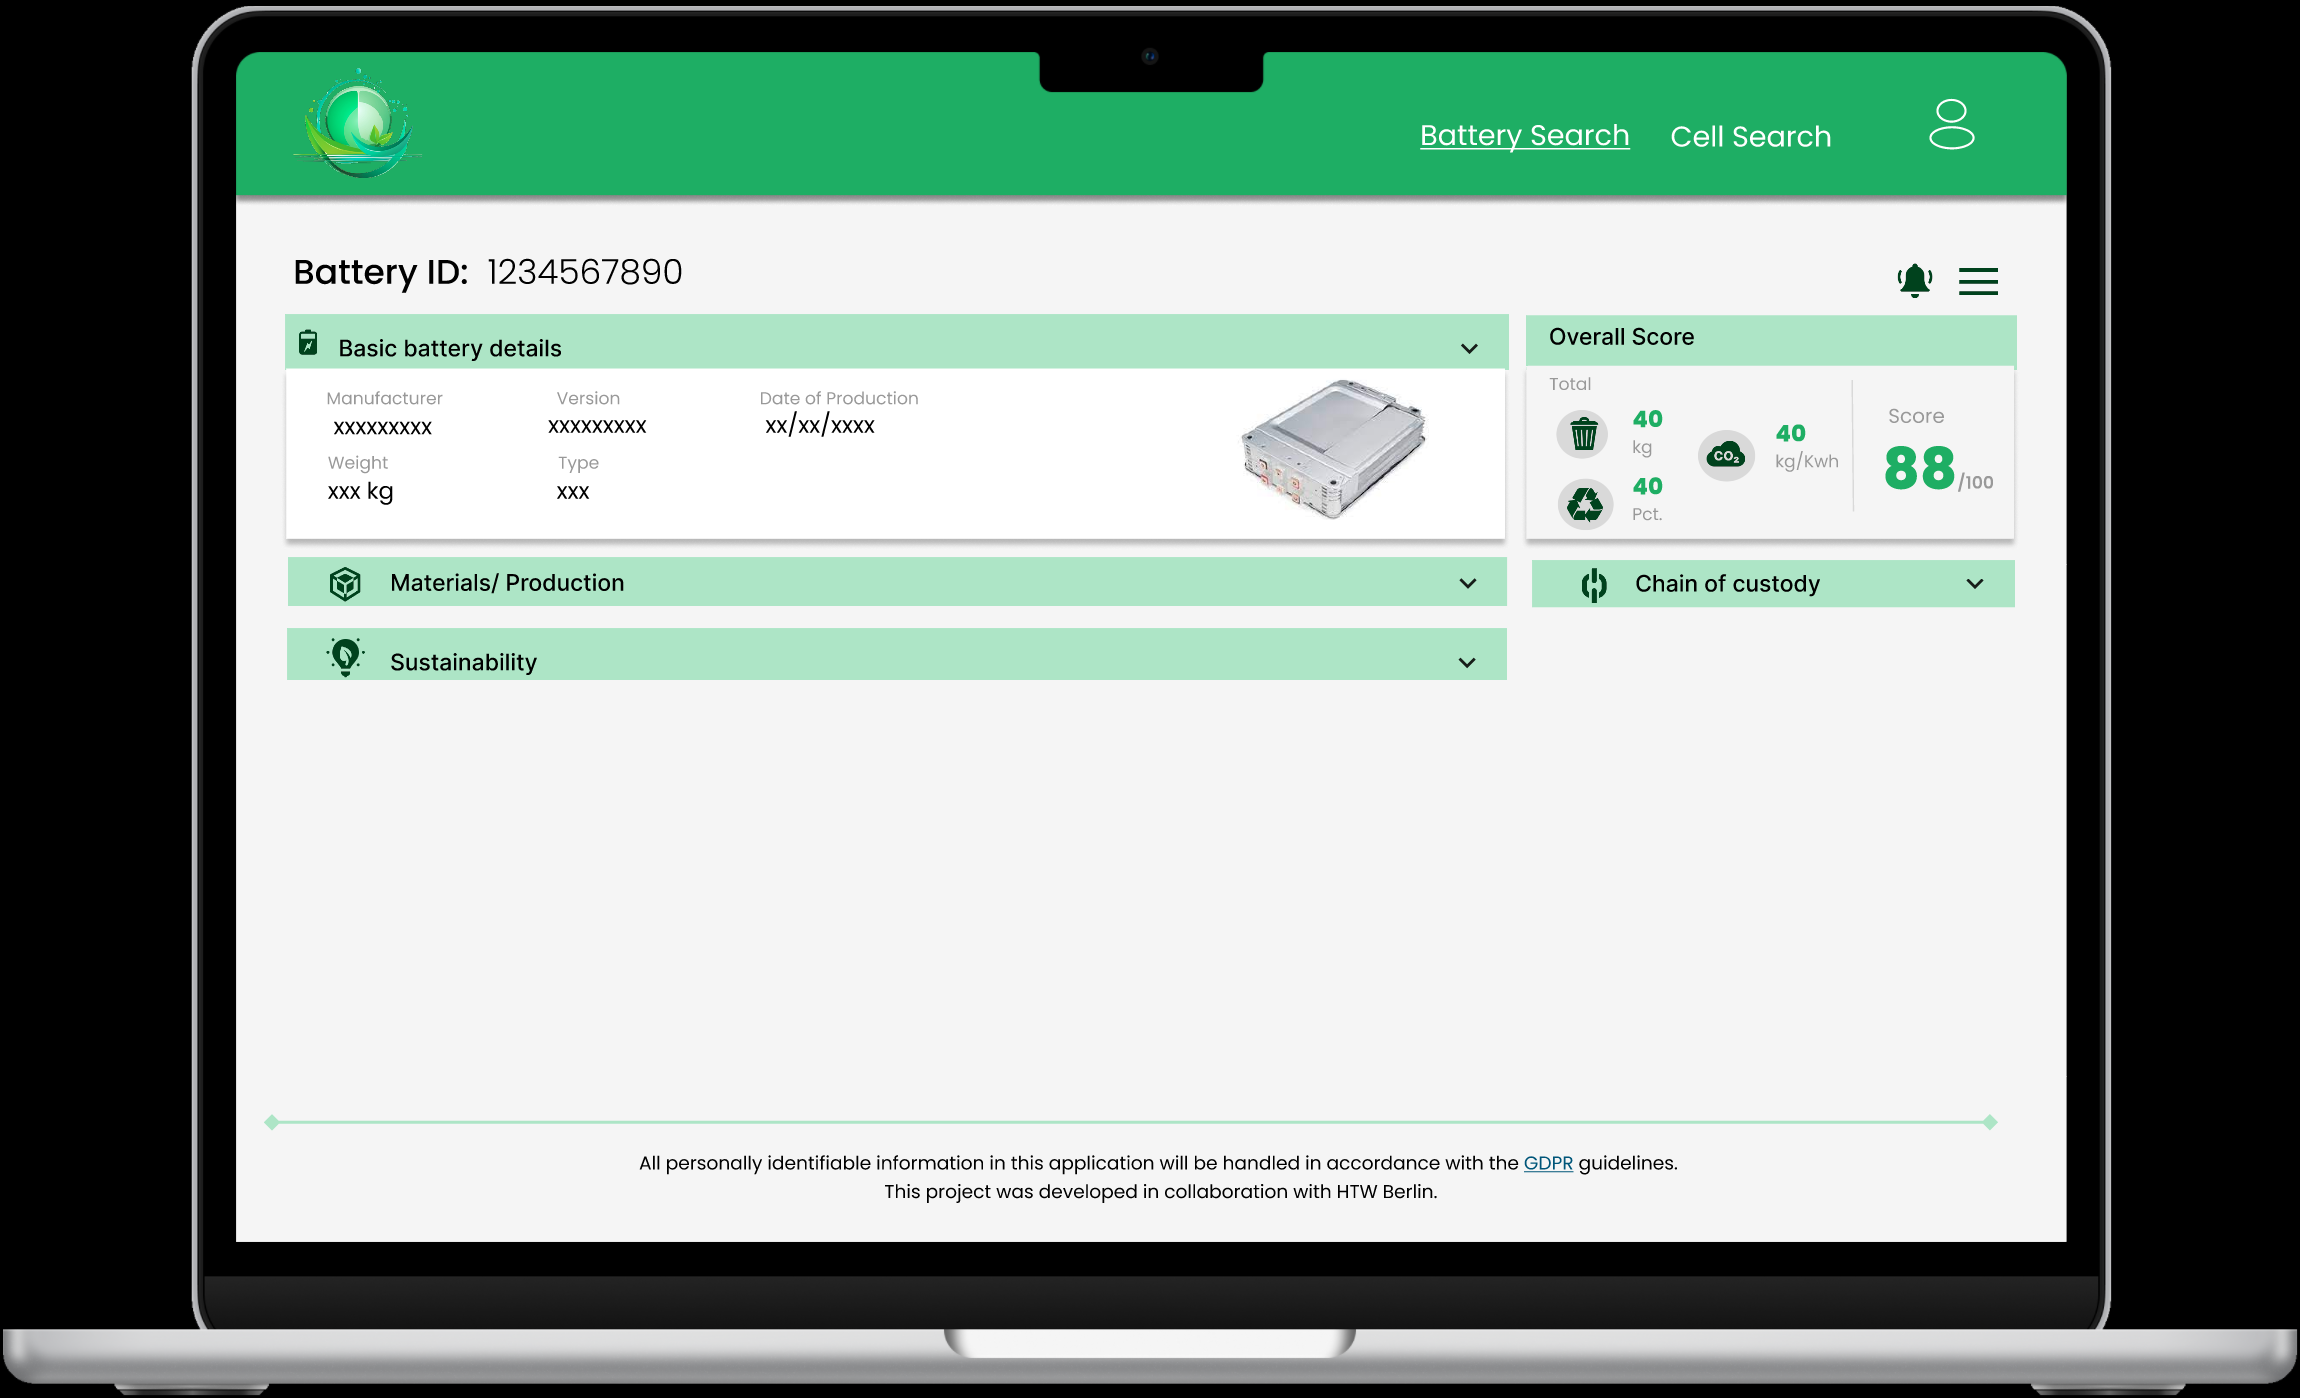 Battery Search Cell Search
Battery ID: 1234567890
Basic battery details
Manufacturer Version Date of Production
xxxxxxxxx xxxxxxxxx xx/xx/xxxx
Weight Type
xxx kg xxx
Overall Score
Total
40
kg
40
Pct.
CO₂
40
kg/Kwh
Score
88/100
Materials/ Production
Chain of custody
Sustainability
All personally identifiable information in this application will be handled in accordance with the GDPR guidelines.
This project was developed in collaboration with HTW Berlin.